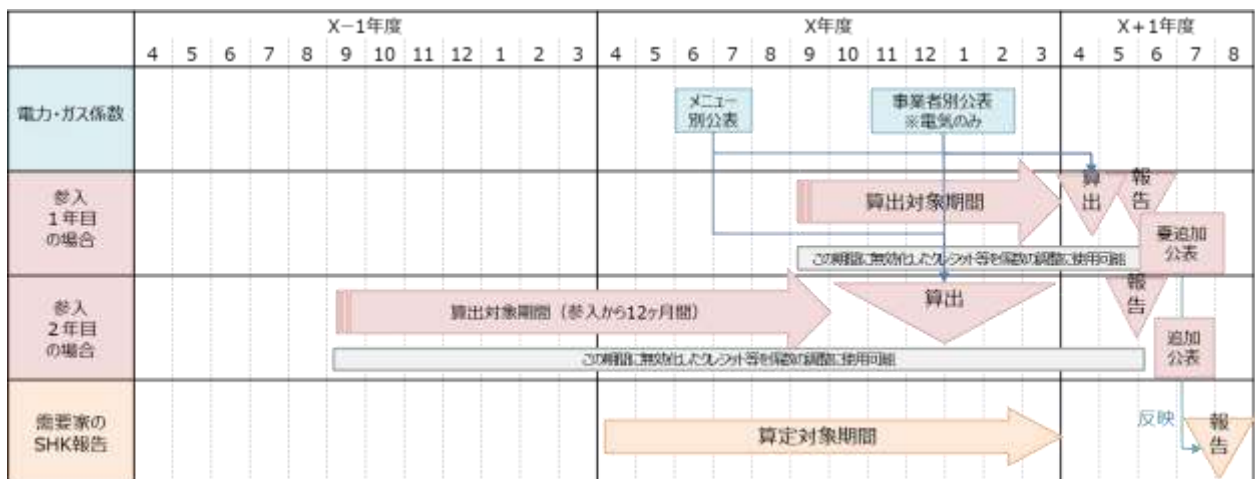 X－1年度
X年度
X＋1年度
4 5 6 7 8 9 10 11 12 1 2 3 4 5 6 7 8 9 10 11 12 1 2 3 4 5 6 7 8
電力・ガス係数
メニュー
別公表
事業者別公表
※電気のみ
参入
1年目
の場合
算出対象期間
算出
報告
要追加
公表
この期間に無効化したクレジット等を係数の調整に使用可能
参入
2年目
の場合
算出対象期間（参入から12ヶ月間）
算出
報告
追加
公表
この期間に無効化したクレジット等を係数の調整に使用可能
需要家の
SHK報告
算定対象期間
反映
報告